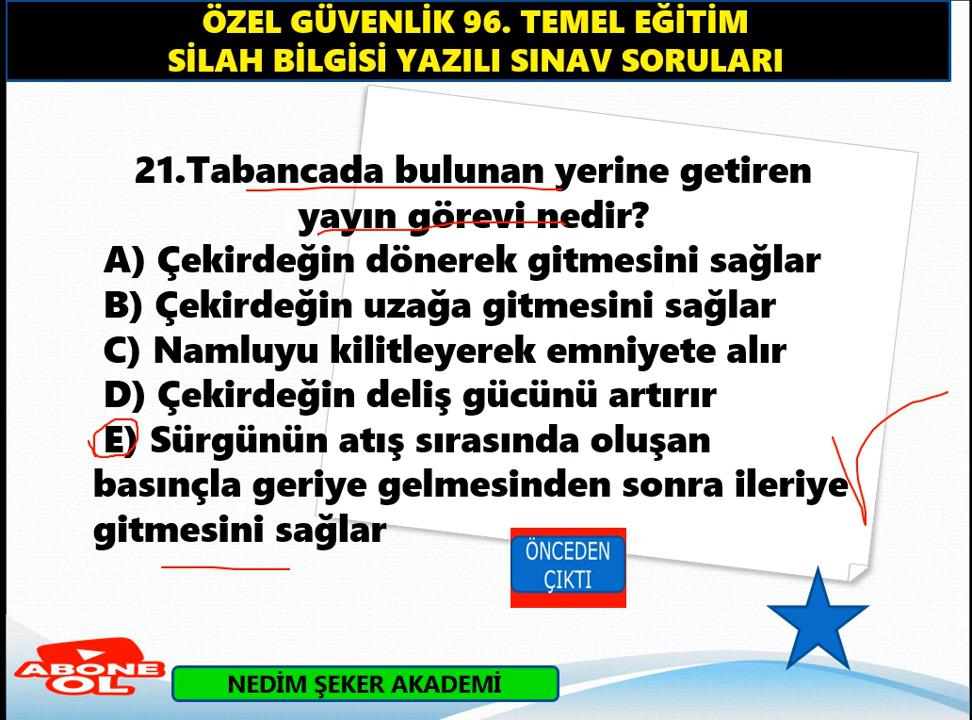 ÖZEL GÜVENLİK 96. TEMEL EĞİTİM
SİLAH BİLGİSİ YAZILI SINAV SORULARI
21.Tabancada bulunan yerine getiren
yayın görevi nedir?
A) Çekirdeğin dönerek gitmesini sağlar
B) Çekirdeğin uzağa gitmesini sağlar
C) Namluyu kilitleyerek emniyete alır
D) Çekirdeğin deliş gücünü artırır
E) Sürgünün atış sırasında oluşan
basınçla geriye gelmesinden sonra ileriye
gitmesini sağlar
ÖNCEDEN
ÇIKTI
ABONE
OL
NEDİM ŞEKER AKADEMİ